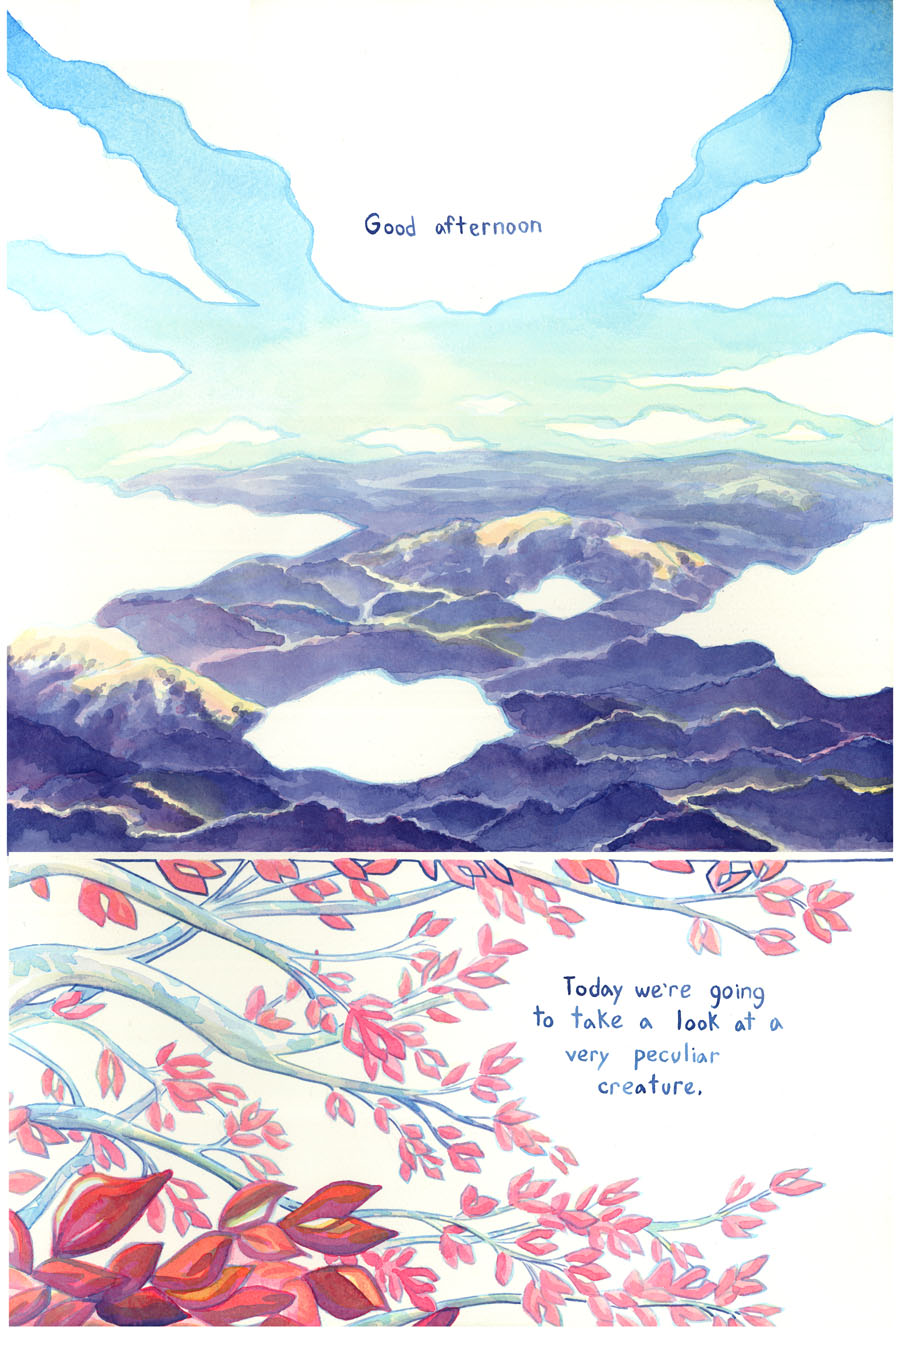 Good afternoon
Today we're going
to take a look at a
very peculiar
creature.